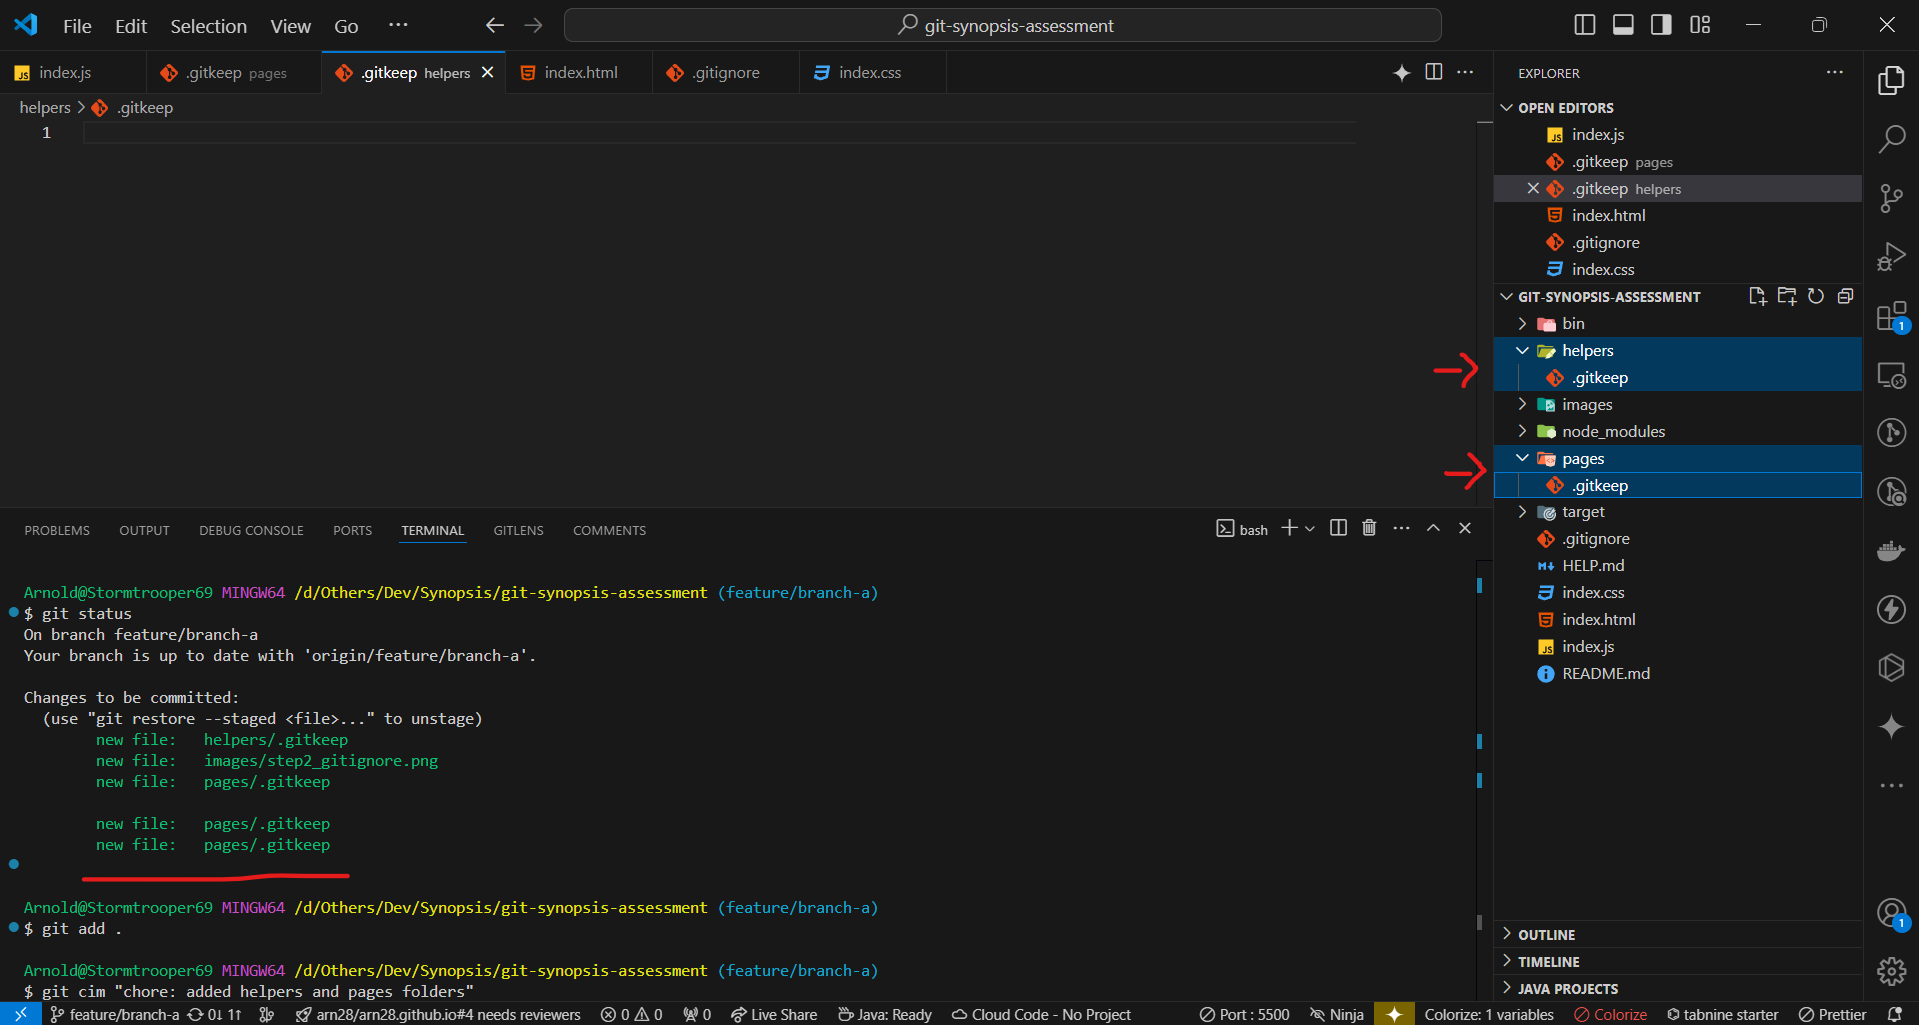 File Edit Selection View Go ···
git-synopsis-assessment
index.js
.gitkeep pages
.gitkeep helpers
index.html
.gitignore
index.css
helpers > .gitkeep
1
PROBLEMS OUTPUT DEBUG CONSOLE PORTS TERMINAL GITLENS COMMENTS
bash
Arnold@Stormtrooper69 MINGW64 /d/Others/Dev/Synopsis/git-synopsis-assessment (feature/branch-a)
$ git status
On branch feature/branch-a
Your branch is up to date with 'origin/feature/branch-a'.
Changes to be committed:
(use "git restore --staged <file>..." to unstage)
new file: helpers/.gitkeep
new file: images/step2_gitignore.png
new file: pages/.gitkeep
new file: pages/.gitkeep
new file: pages/.gitkeep
Arnold@Stormtrooper69 MINGW64 /d/Others/Dev/Synopsis/git-synopsis-assessment (feature/branch-a)
$ git add .
Arnold@Stormtrooper69 MINGW64 /d/Others/Dev/Synopsis/git-synopsis-assessment (feature/branch-a)
$ git cim "chore: added helpers and pages folders"
EXPLORER
OPEN EDITORS
index.js
.gitkeep pages
.gitkeep helpers
index.html
.gitignore
index.css
GIT-SYNOPSIS-ASSESSMENT
bin
helpers
.gitkeep
images
node_modules
pages
.gitkeep
target
.gitignore
HELP.md
index.css
index.html
index.js
README.md
OUTLINE
TIMELINE
JAVA PROJECTS
1
1
feature/branch-a 0↓ 1↑ arn28/arn28.github.io#4 needs reviewers 0 0 0 Live Share Java: Ready Cloud Code - No Project Port : 5500 Ninja Colorize: 1 variables Colorize tabnine starter Prettier